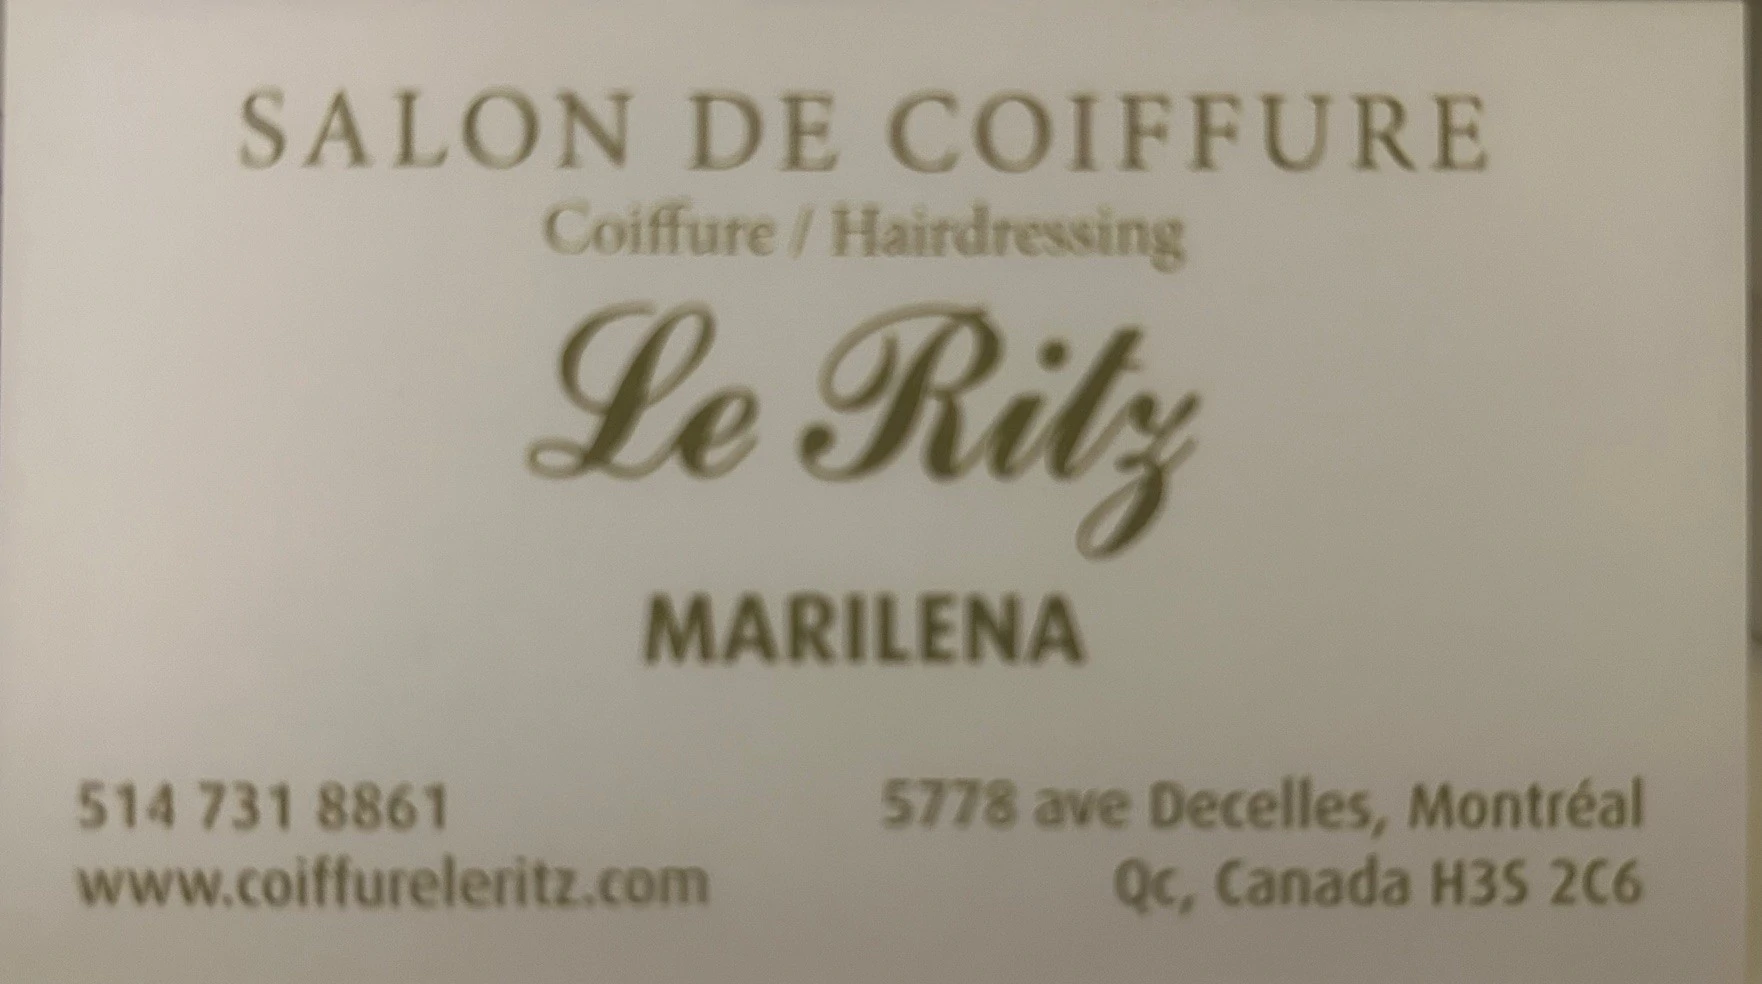 SALON DE COIFFURE
Coiffure / Hairdressing
Le Ritz
MARILENA
514 731 8861
www.coiffureleritz.com
5778 ave Decelles, Montréal
Qc, Canada H3S 2C6